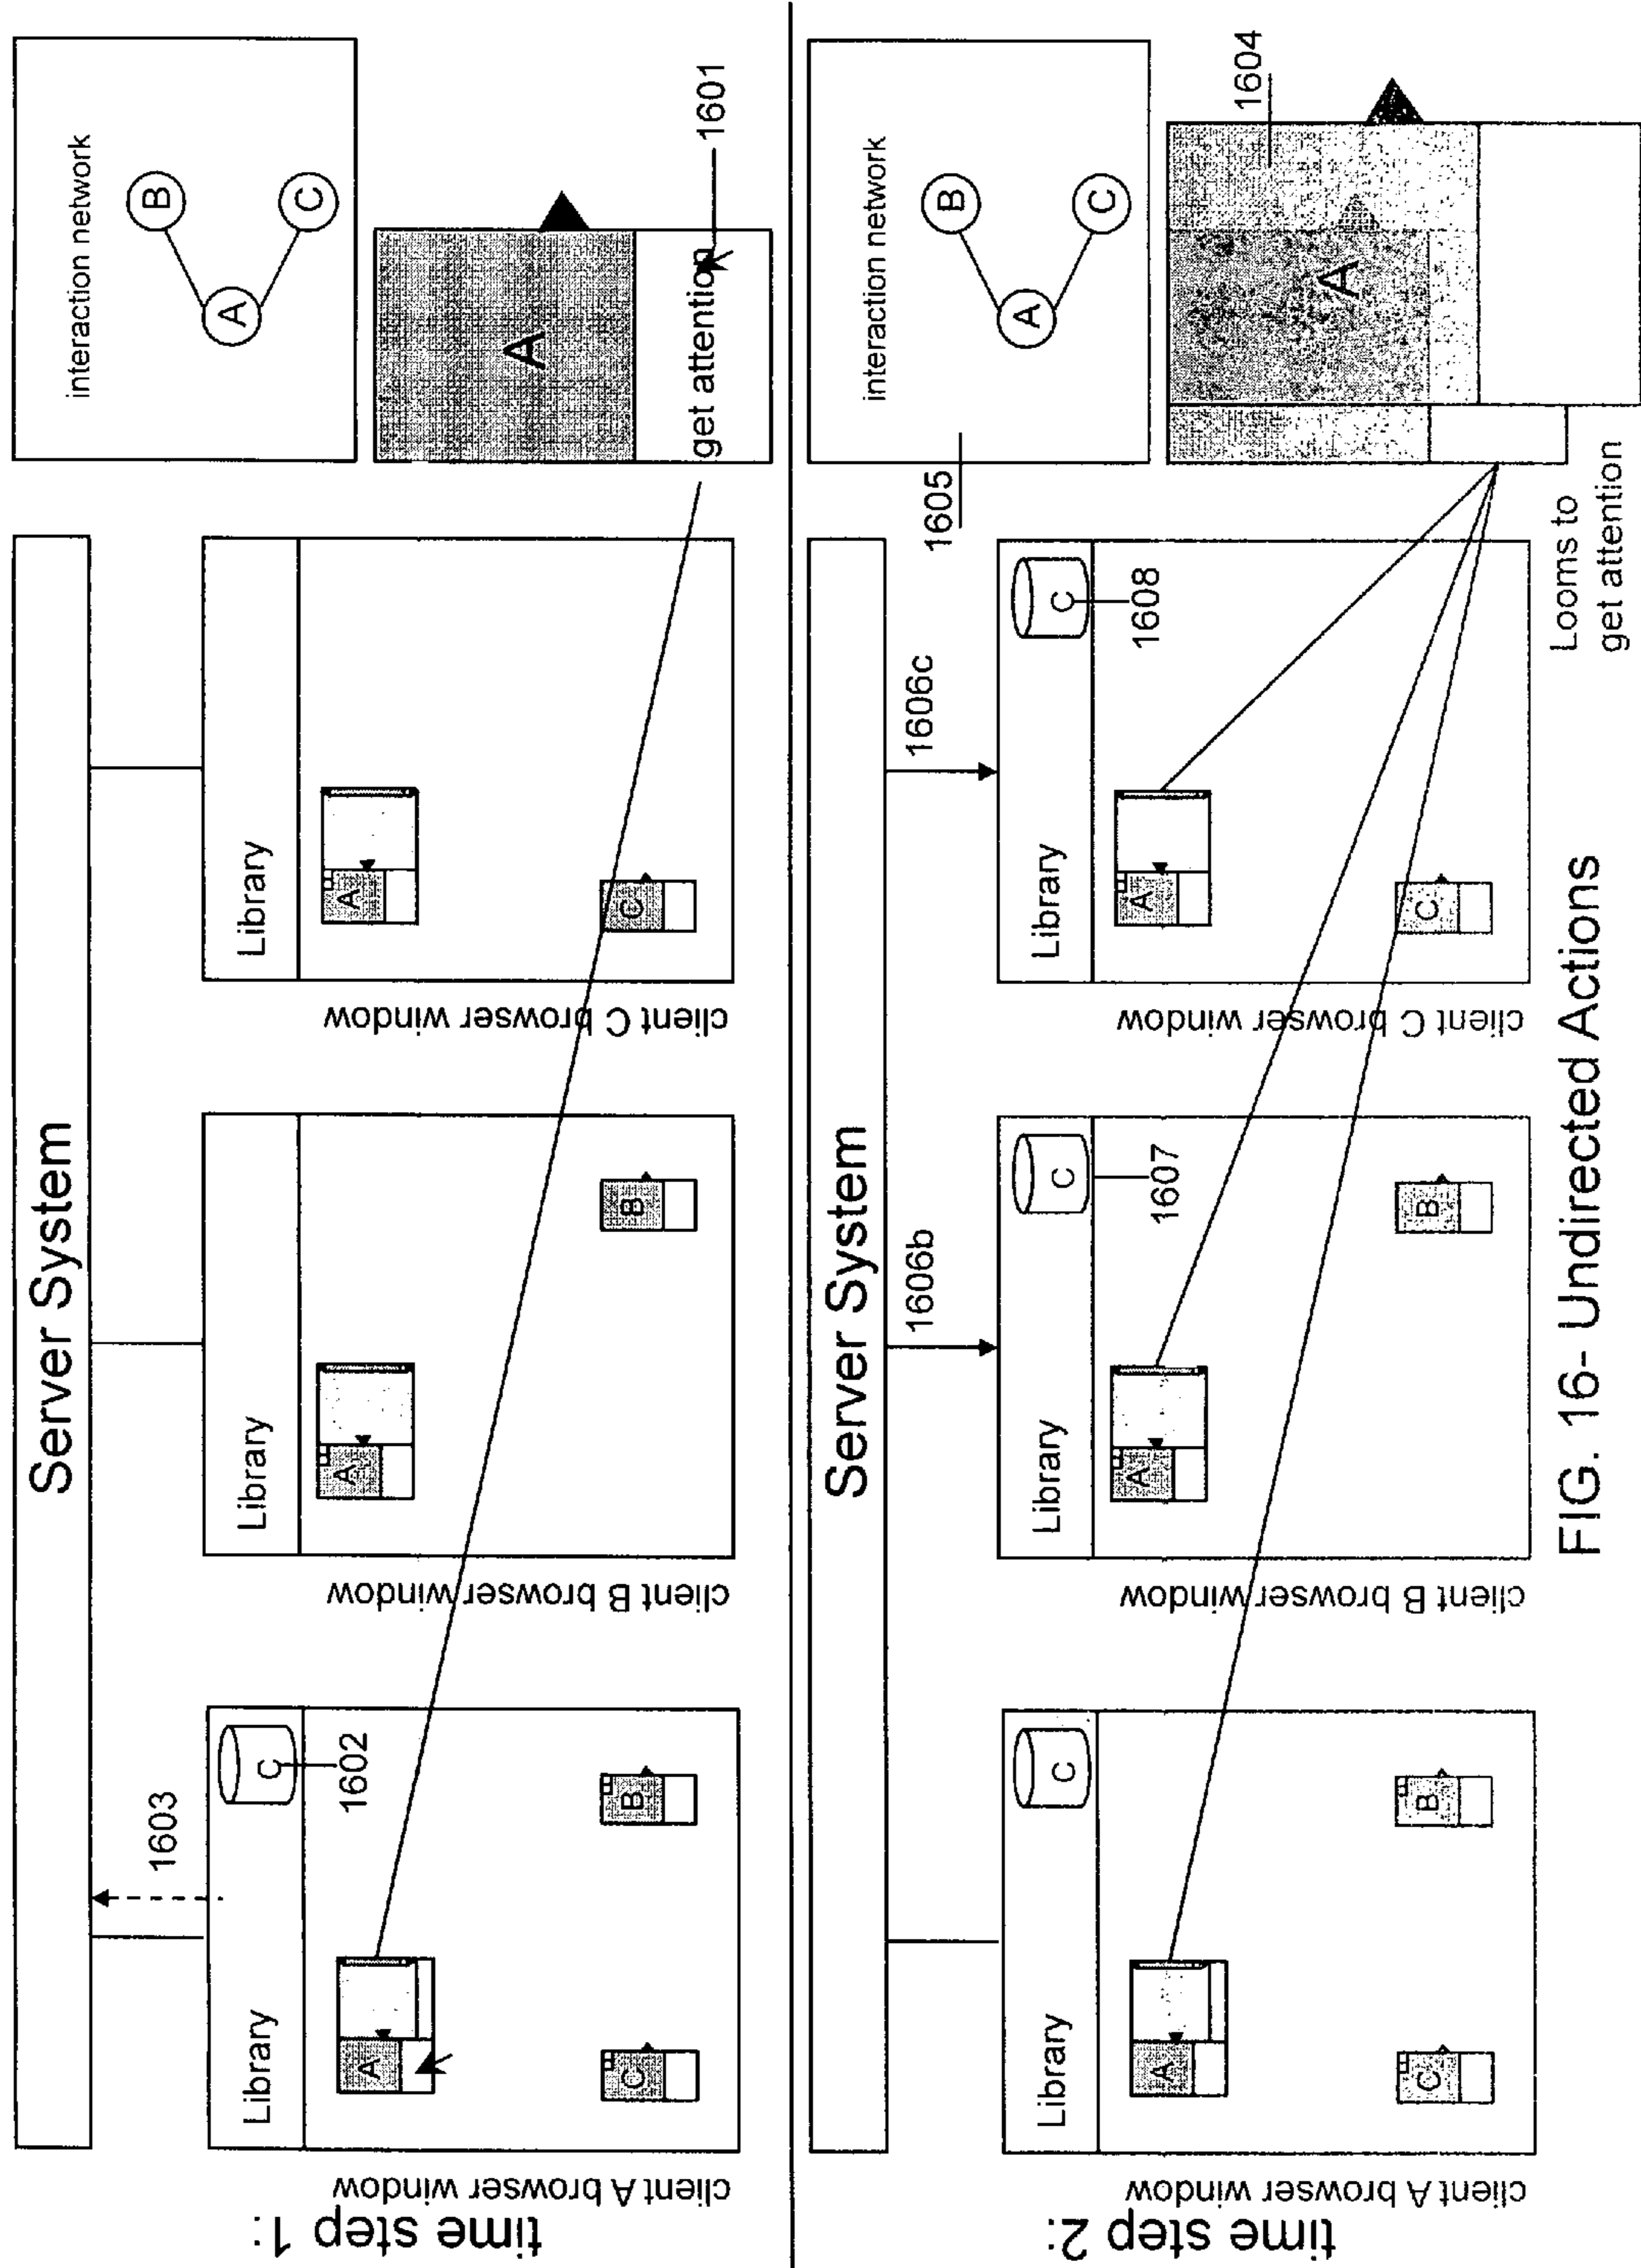 time step 1:
Server System
1603
client A browser window
Library
C
1602
A
C
B
client B browser window
Library
A
B
client C browser window
Library
A
C
interaction network
A
B
C
A
get attention
1601
time step 2:
Server System
1606b
1606c
client A browser window
Library
C
A
C
B
client B browser window
Library
C
1607
A
B
client C browser window
Library
C
1608
A
C
1605
interaction network
A
B
C
1604
A
Looms to
get attention
FIG. 16- Undirected Actions